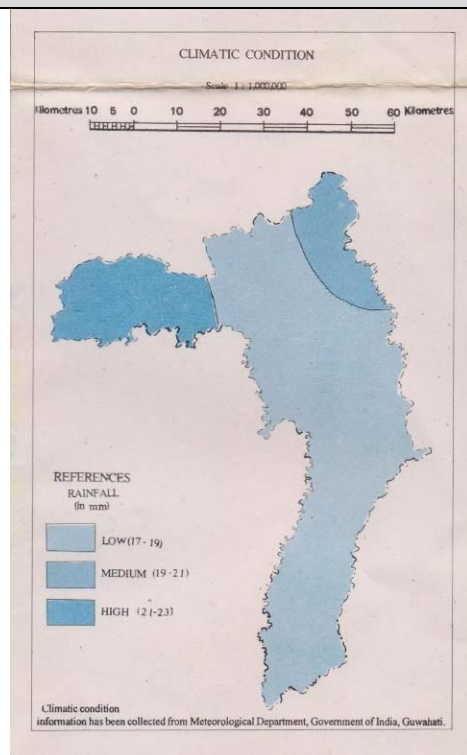 CLIMATIC CONDITION
Scale 1 : 1,000,000
Kilometres 10 5 0 10 20 30 40 50 60 Kilometres
REFERENCES
RAINFALL
(in mm)
LOW (17 - 19)
MEDIUM (19 - 21)
HIGH (21-23)
Climatic condition
information has been collected from Meteorological Department, Government of India, Guwahati.